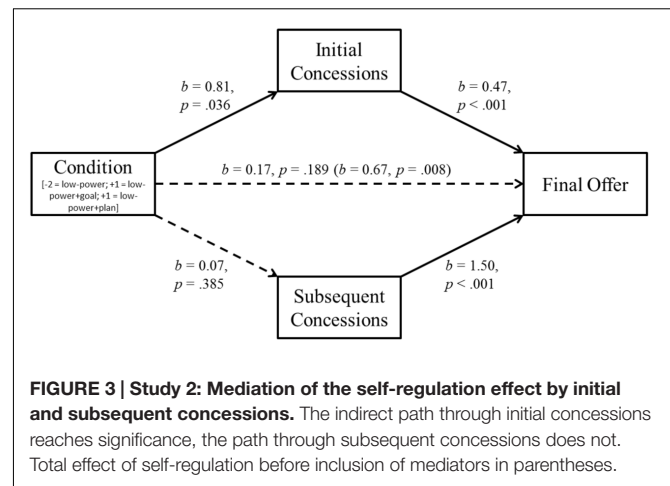 Initial
Concessions
b = 0.81,
p = .036
b = 0.47,
p < .001
Condition
[-2 = low-power; +1 = low-
power+goal; +1 = low-
power+plan]
b = 0.17, p = .189 (b = 0.67, p = .008)
Final Offer
b = 0.07,
p = .385
b = 1.50,
p < .001
Subsequent
Concessions
FIGURE 3 | Study 2: Mediation of the self-regulation effect by initial
and subsequent concessions. The indirect path through initial concessions
reaches significance, the path through subsequent concessions does not.
Total effect of self-regulation before inclusion of mediators in parentheses.